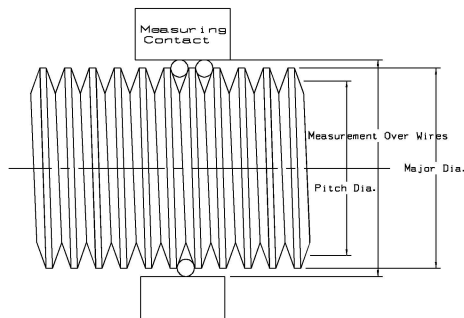 Measuring
Contact
Measurement Over Wires
Major Dia.
Pitch Dia.